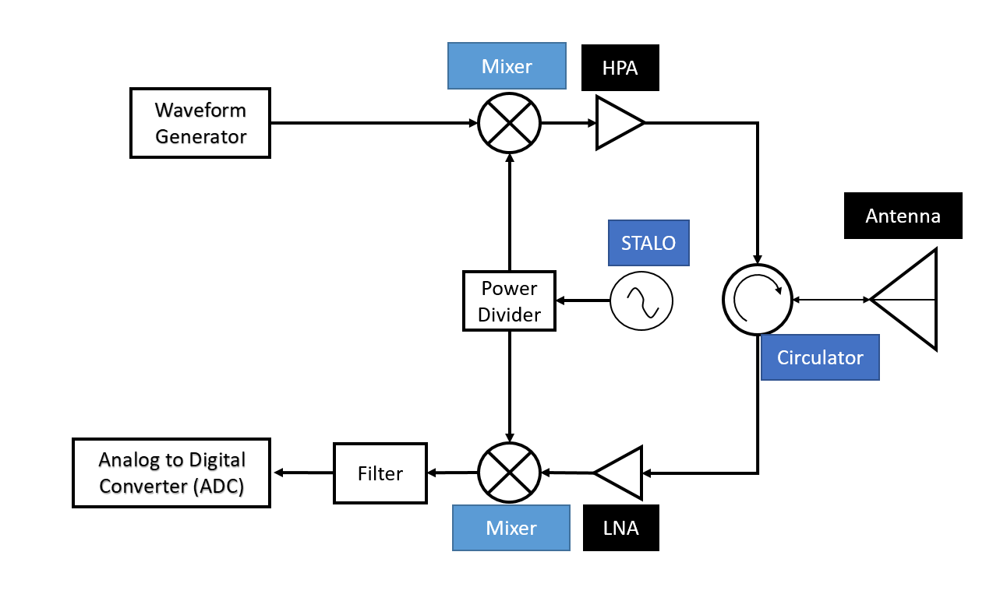 Mixer
HPA
Waveform
Generator
Antenna
STALO
Power
Divider
Circulator
Analog to Digital
Converter (ADC)
Filter
Mixer
LNA